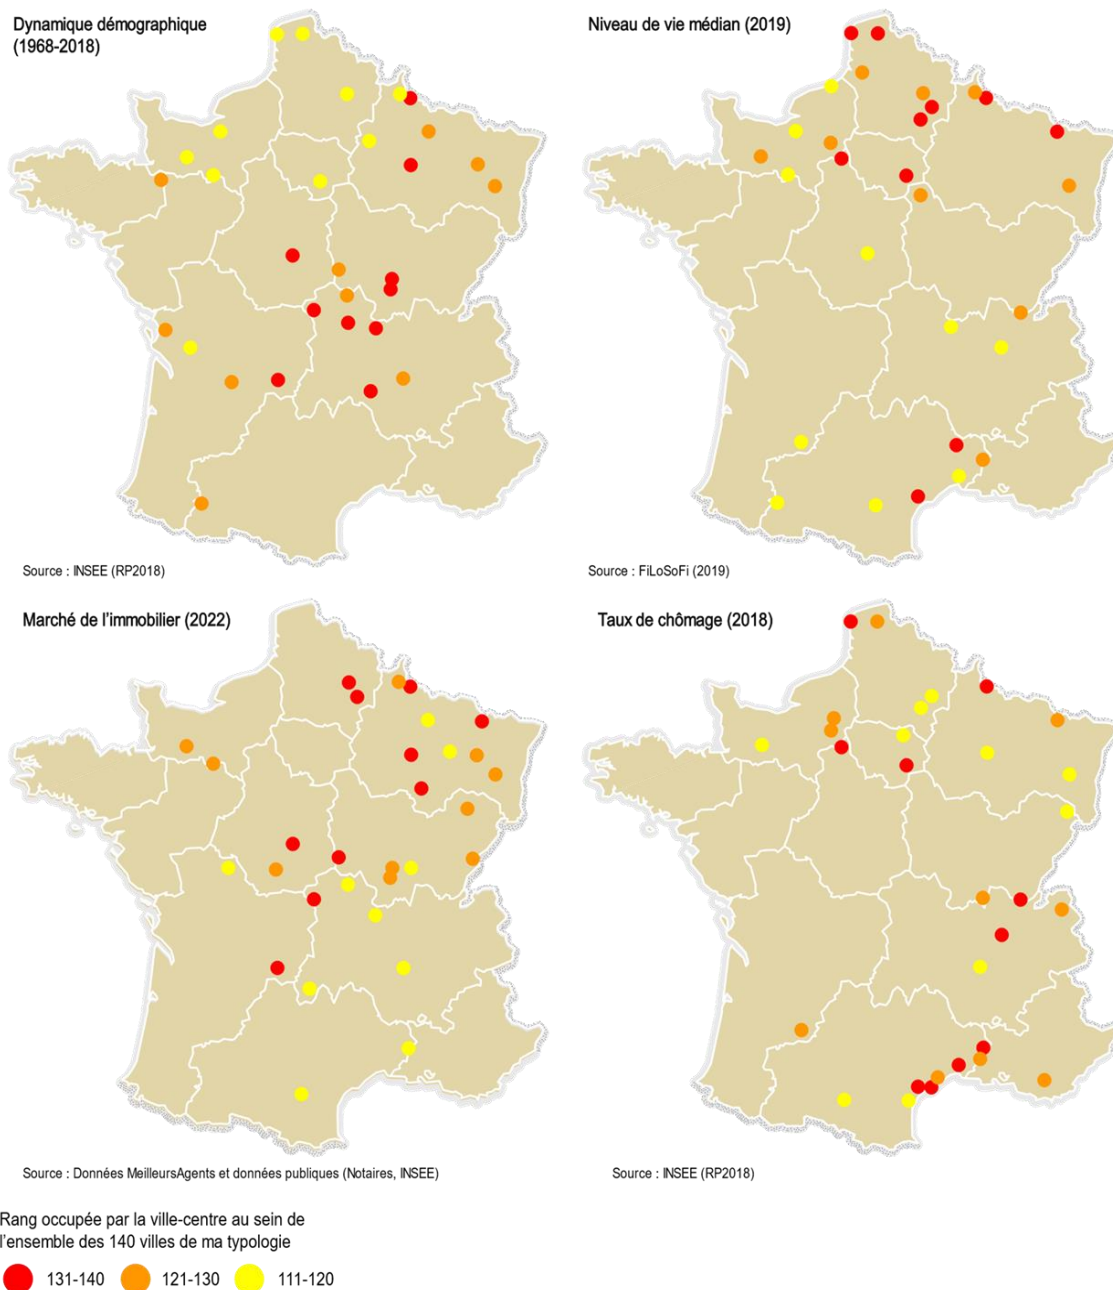 Dynamique démographique
(1968-2018)
Niveau de vie médian (2019)
Source : INSEE (RP2018)
Source : FiLoSoFi (2019)
Marché de l'immobilier (2022)
Taux de chômage (2018)
Source : Données MeilleursAgents et données publiques (Notaires, INSEE)
Source : INSEE (RP2018)
Rang occupée par la ville-centre au sein de
l'ensemble des 140 villes de ma typologie
131-140 121-130 111-120